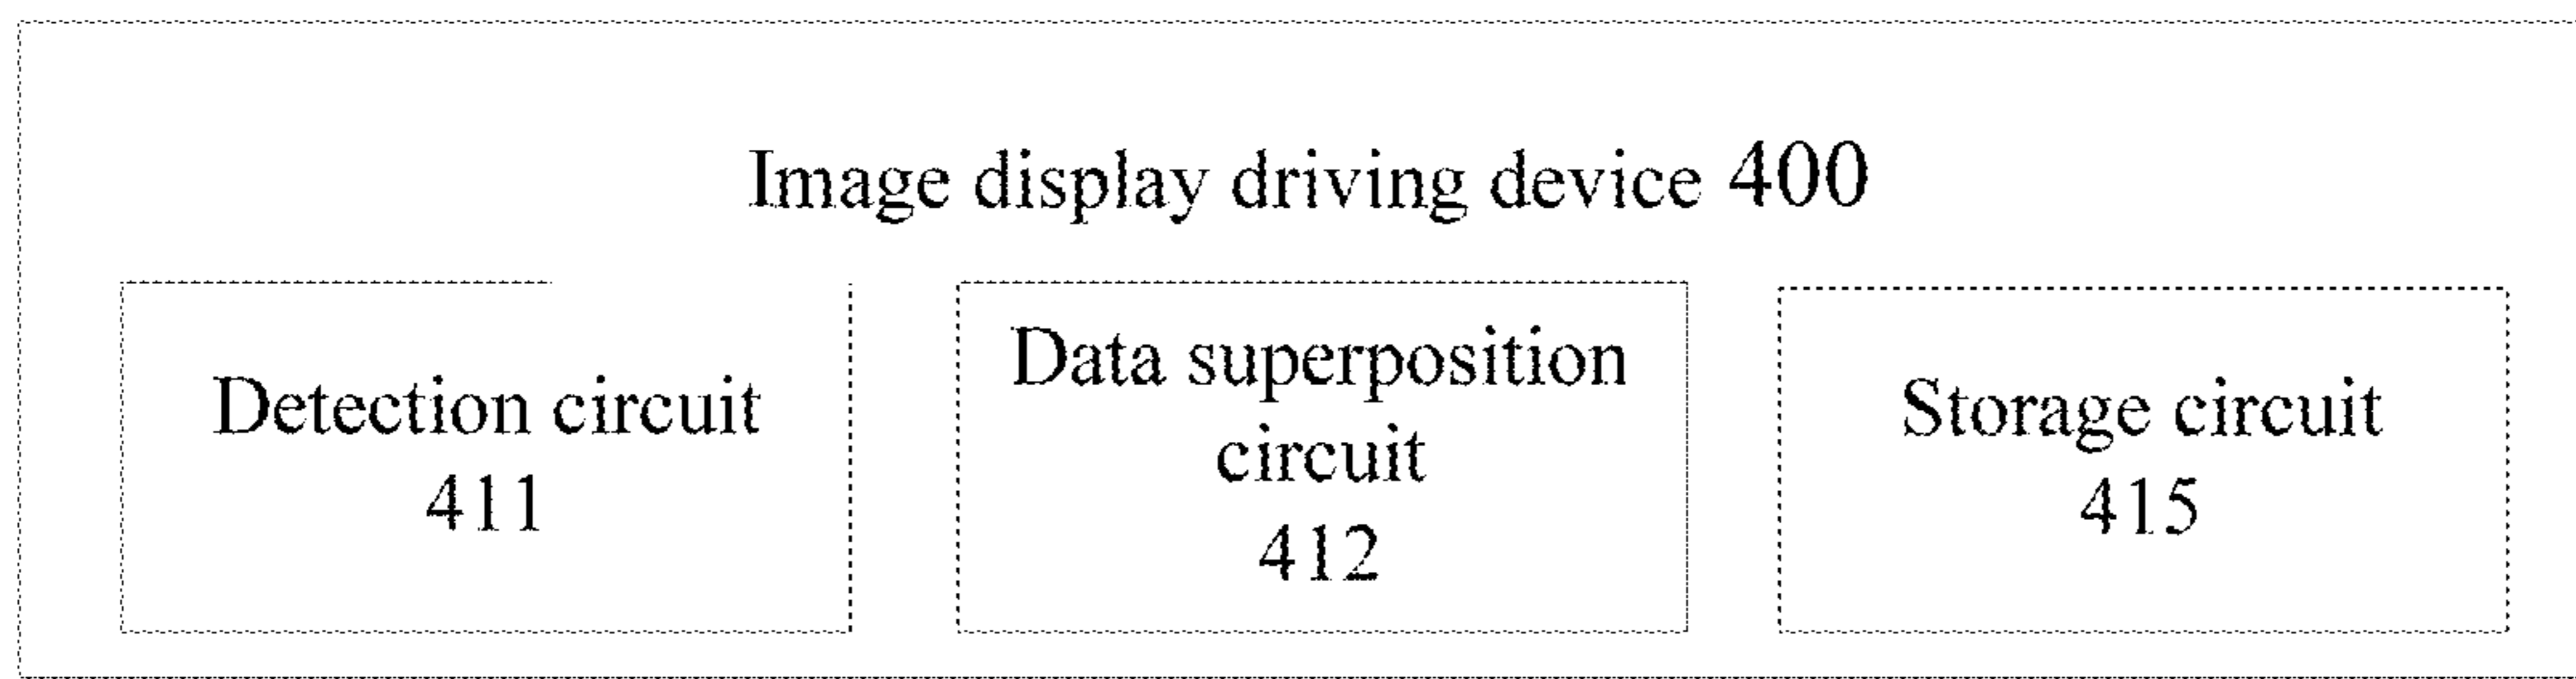 Image display driving device 400
Detection circuit
411
Data superposition
circuit
412
Storage circuit
415